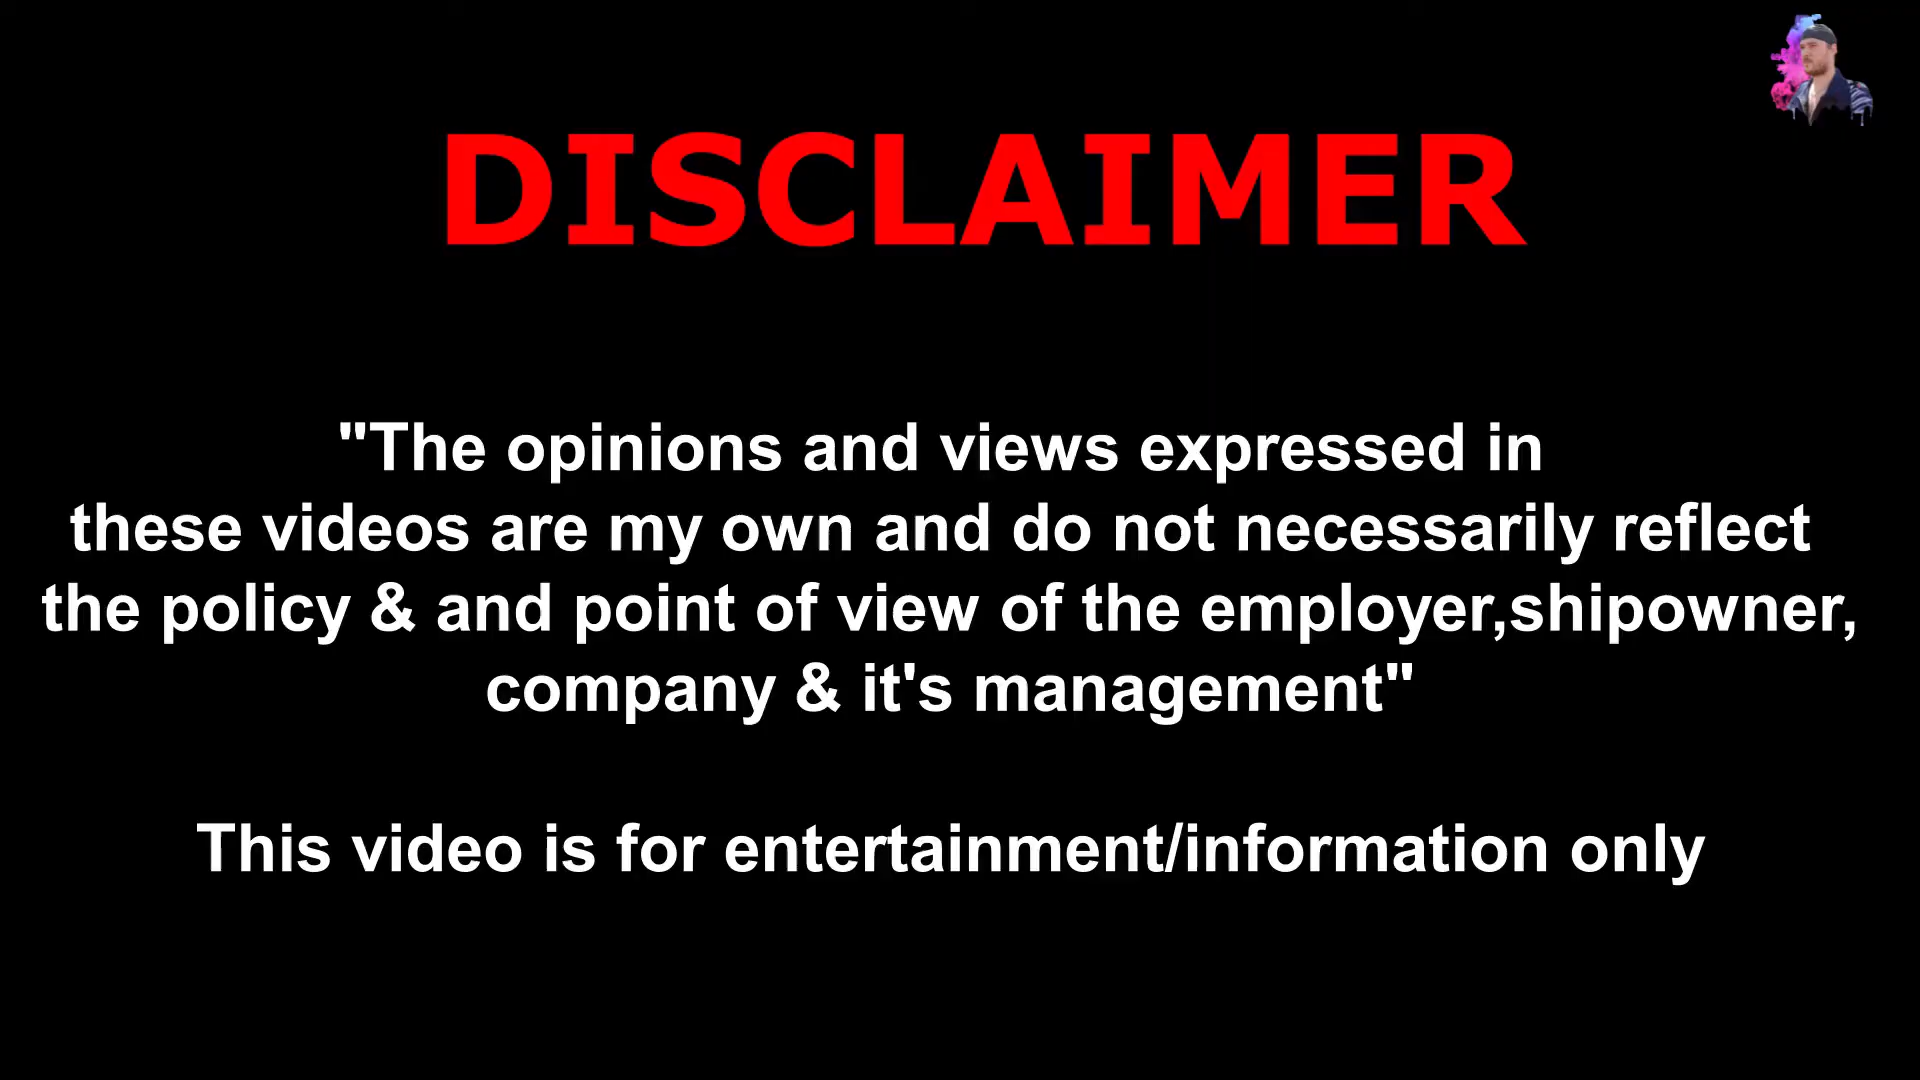 DISCLAIMER
"The opinions and views expressed in
these videos are my own and do not necessarily reflect
the policy & and point of view of the employer,shipowner,
company & it's management"
This video is for entertainment/information only